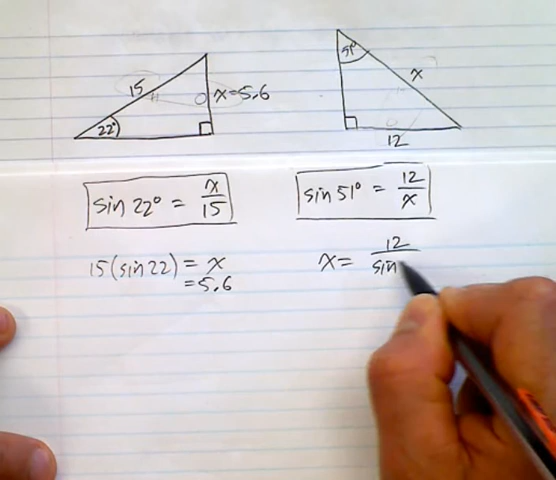 15
22°
x=5.6
51°
x
12
sin 22° = x/15
15(sin 22) = x
=5.6
sin 51° = 12/x
x= 12/sin